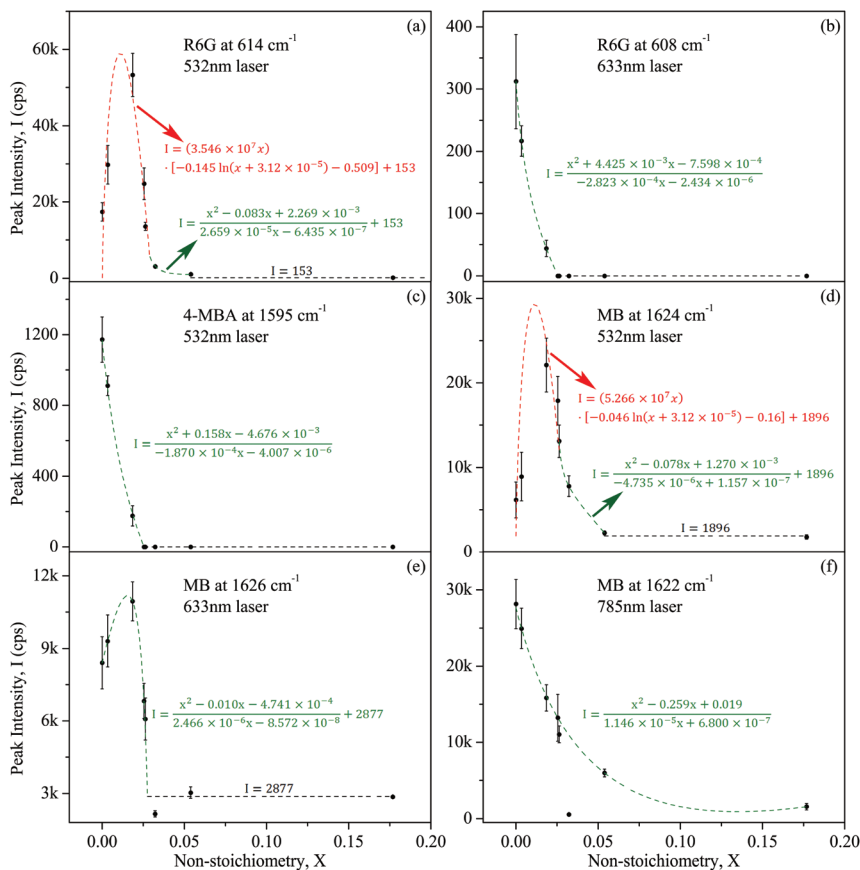 (a)
R6G at 614 cm⁻¹
532nm laser
60k
40k
20k
0
Peak Intensity, I (cps)
I = (3.546 × 10⁷x)
· [−0.145 ln(x + 3.12 × 10⁻⁵) − 0.509] + 153
I = (x² − 0.083x + 2.269 × 10⁻³) / (2.659 × 10⁻⁵x − 6.435 × 10⁻⁷) + 153
I = 153
(b)
R6G at 608 cm⁻¹
633nm laser
400
300
200
100
0
I = (x² + 4.425 × 10⁻³x − 7.598 × 10⁻⁴) / (−2.823 × 10⁻⁴x − 2.434 × 10⁻⁶)
(c)
4-MBA at 1595 cm⁻¹
532nm laser
1200
800
400
0
Peak Intensity, I (cps)
I = (x² + 0.158x − 4.676 × 10⁻³) / (−1.870 × 10⁻⁴x − 4.007 × 10⁻⁶)
(d)
MB at 1624 cm⁻¹
532nm laser
30k
20k
10k
0
I = (5.266 × 10⁷x)
· [−0.046 ln(x + 3.12 × 10⁻⁵) − 0.16] + 1896
I = (x² − 0.078x + 1.270 × 10⁻³) / (−4.735 × 10⁻⁶x + 1.157 × 10⁻⁷) + 1896
I = 1896
(e)
MB at 1626 cm⁻¹
633nm laser
12k
9k
6k
3k
Peak Intensity, I (cps)
I = (x² − 0.010x − 4.741 × 10⁻⁴) / (2.466 × 10⁻⁶x − 8.572 × 10⁻⁸) + 2877
I = 2877
0.00 0.05 0.10 0.15 0.20
Non-stoichiometry, X
(f)
MB at 1622 cm⁻¹
785nm laser
30k
20k
10k
0
I = (x² − 0.259x + 0.019) / (1.146 × 10⁻⁵x + 6.800 × 10⁻⁷)
0.00 0.05 0.10 0.15 0.20
Non-stoichiometry, X